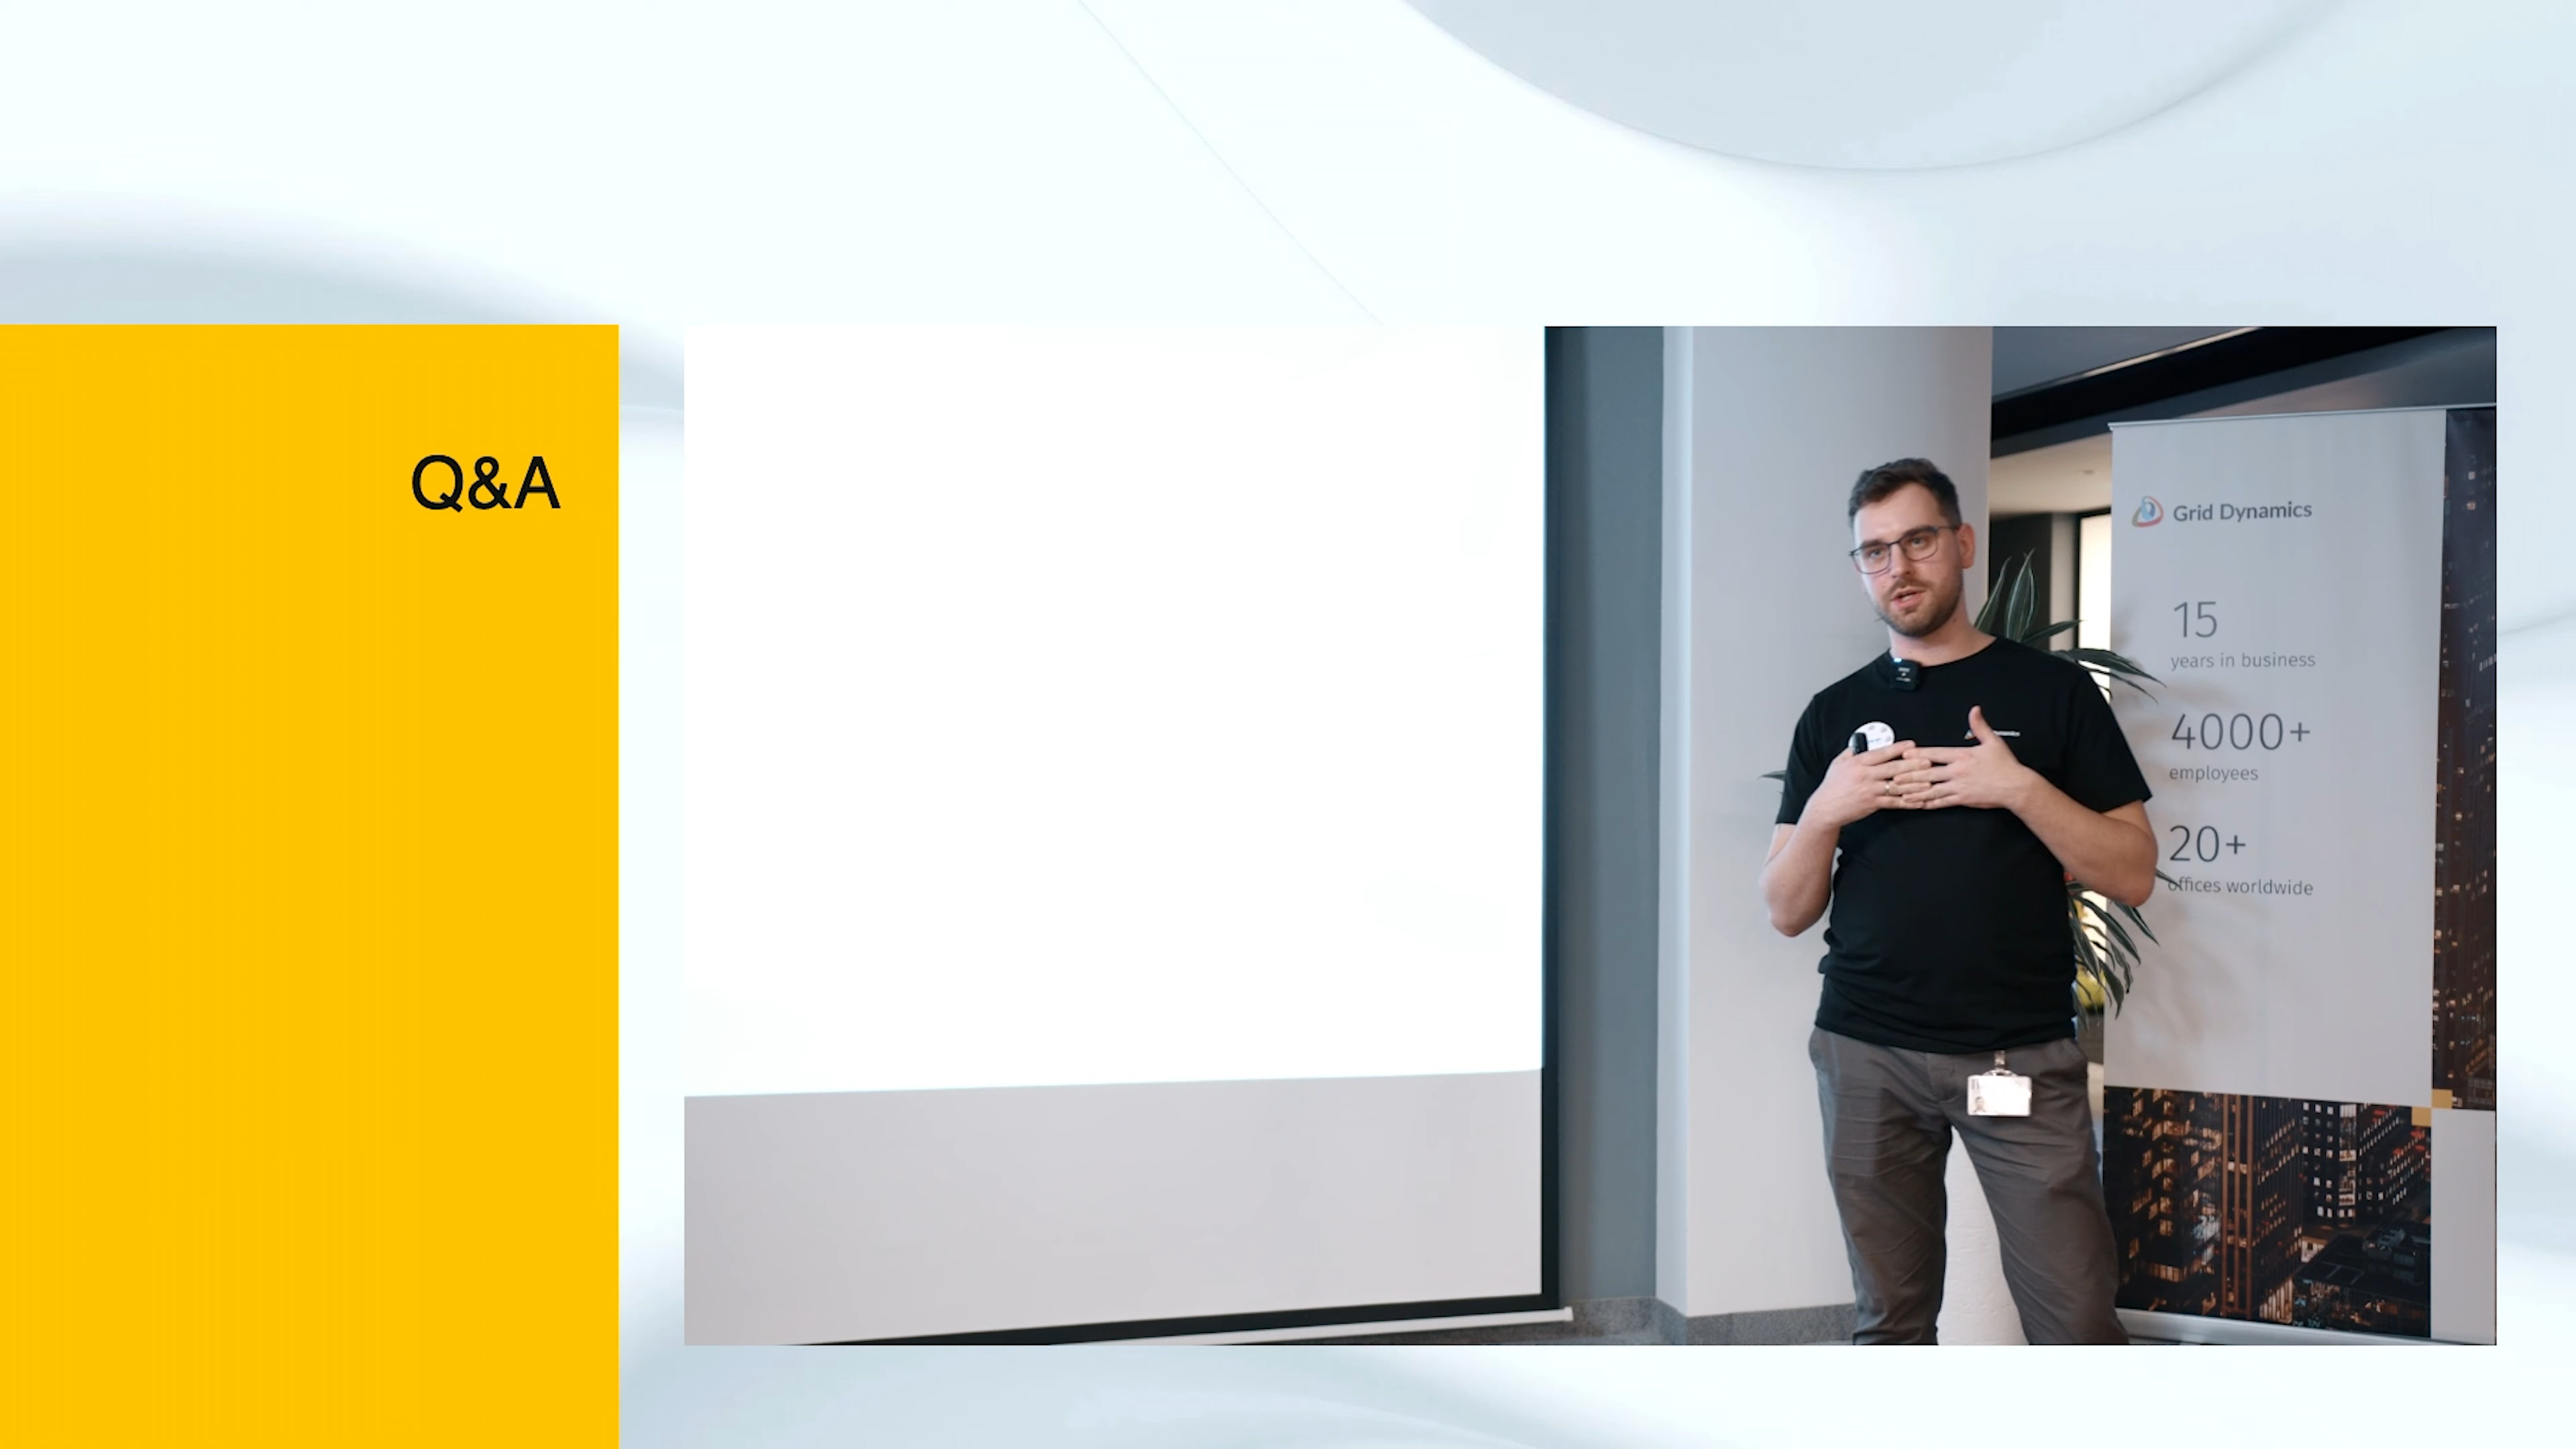 Q&A
Grid Dynamics
15
years in business
4000+
employees
20+
offices worldwide